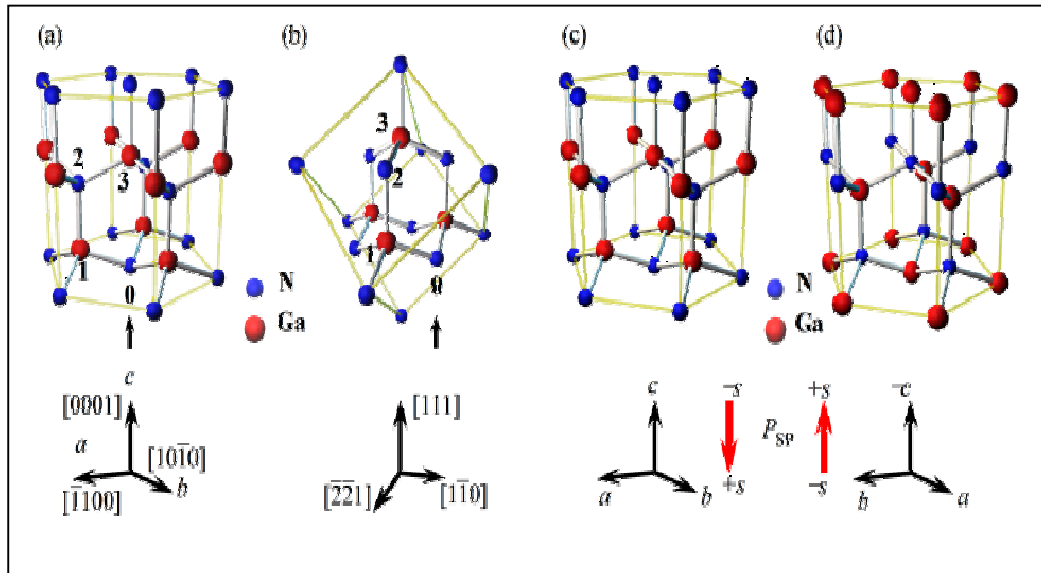 (a) (b) (c) (d)
3
2 3 2
1 1
0 0
N N
Ga Ga
c [0001] [111] c –s +s –c
a [101̄0] P_SP
[1̄100] b [2̄2̄1] [11̄0] a b +s –s b a